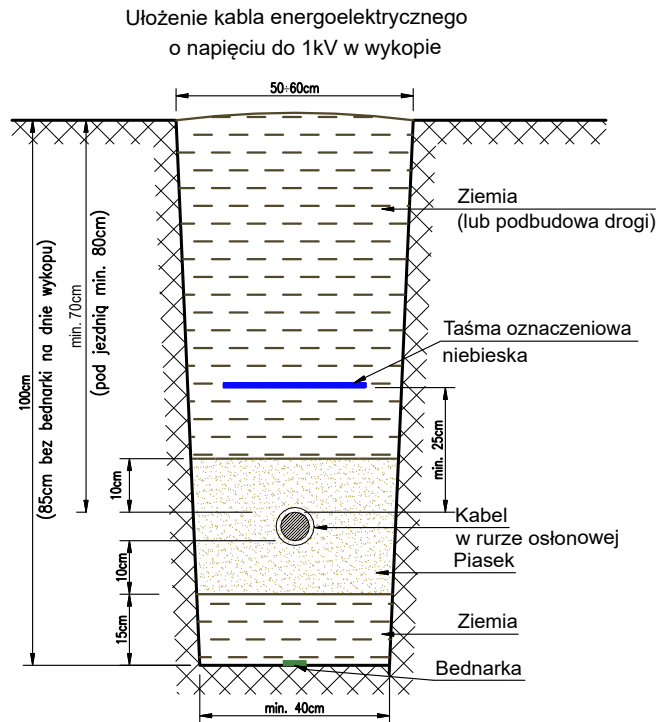 Ułożenie kabla energoelektrycznego
o napięciu do 1kV w wykopie
50÷60cm
100cm
(85cm bez bednarki na dnie wykopu)
min. 70cm
(pod jezdnią min. 80cm)
Ziemia
(lub podbudowa drogi)
Taśma oznaczeniowa
niebieska
min. 25cm
10cm
Kabel
w rurze osłonowej
Piasek
10cm
15cm
Ziemia
Bednarka
min. 40cm